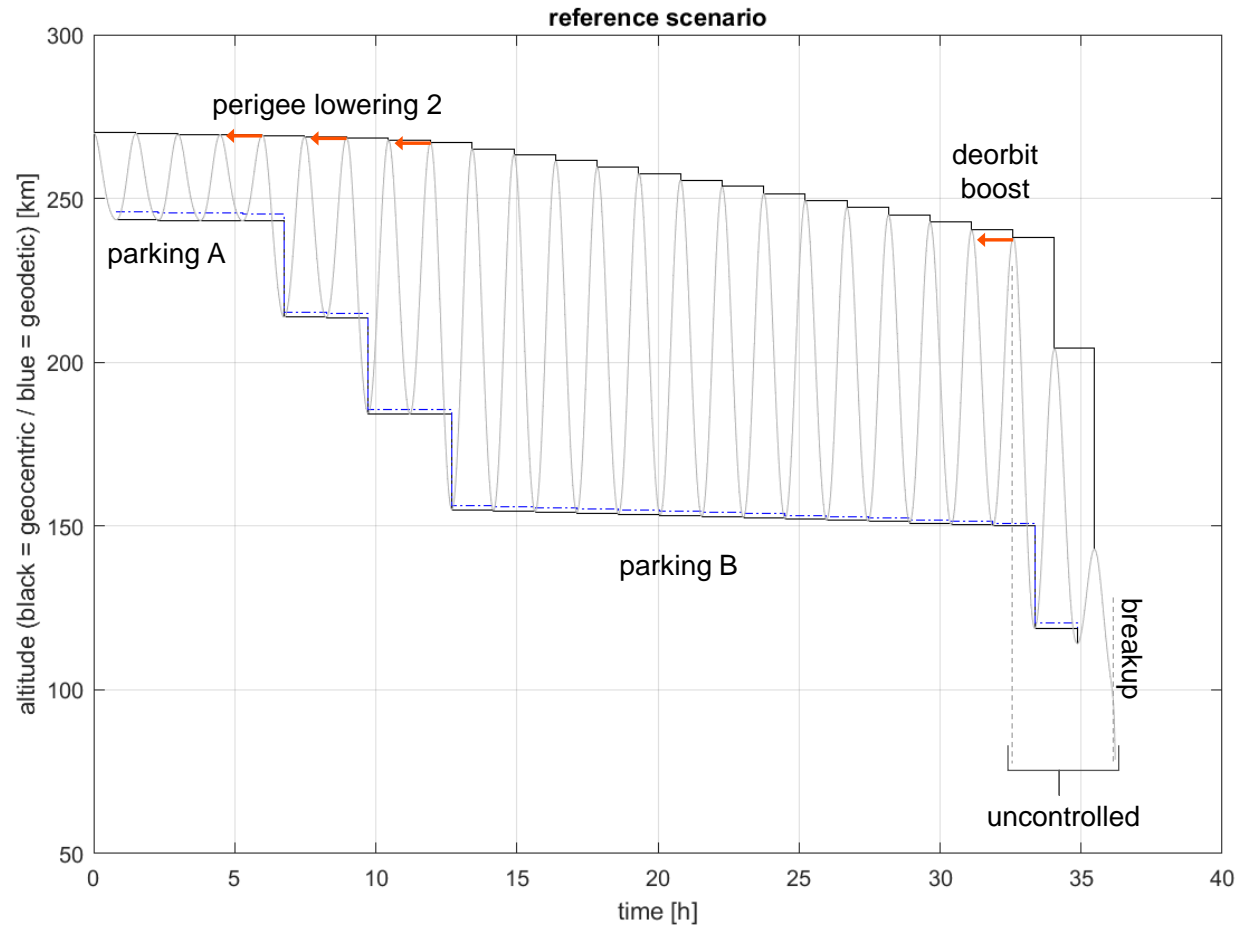 reference scenario
300
250
200
150
100
50
altitude (black = geocentric / blue = geodetic) [km]
perigee lowering 2
parking A
deorbit
boost
parking B
breakup
uncontrolled
0 5 10 15 20 25 30 35 40
time [h]